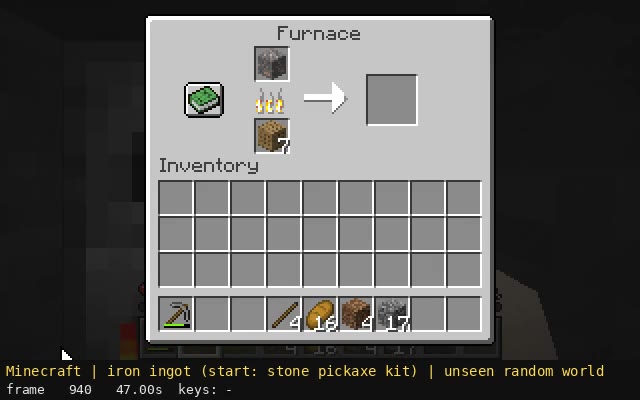 Furnace
7
Inventory
4 16 4 17
Minecraft | iron ingot (start: stone pickaxe kit) | unseen random world
frame 940 47.00s keys: -